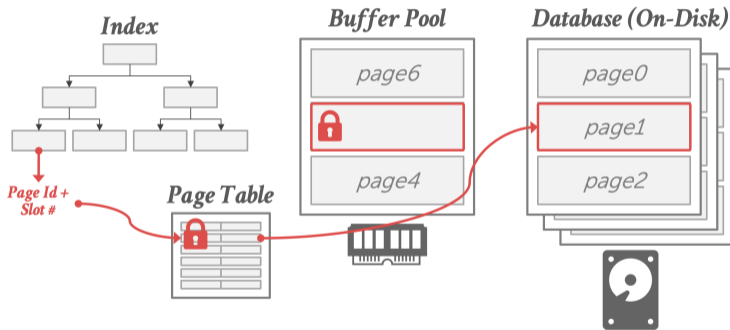 Index
Buffer Pool
Database (On-Disk)
page6
page0
page1
page4
page2
Page Id +
Slot #
Page Table